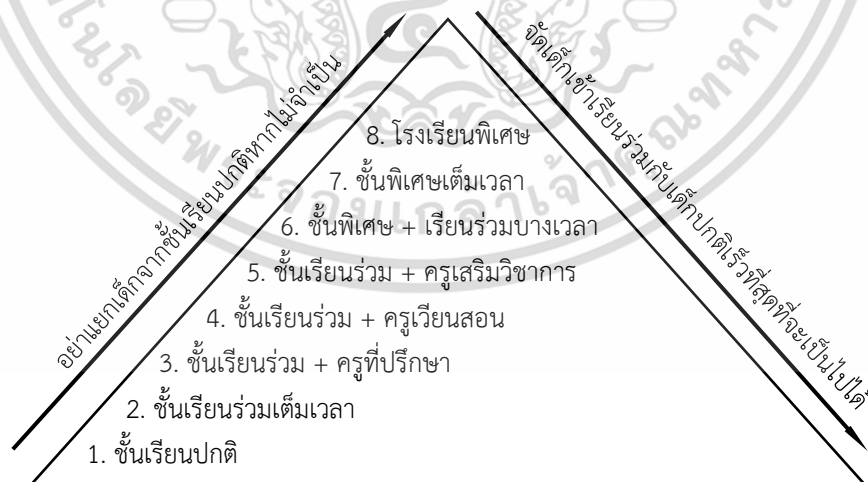 อย่าแยกเด็กจากชั้นเรียนปกติหากไม่จำเป็น
จัดเด็กเข้าเรียนร่วมกับเด็กปกติเร็วที่สุดที่จะเป็นไปได้
8. โรงเรียนพิเศษ
7. ชั้นพิเศษเต็มเวลา
6. ชั้นพิเศษ + เรียนร่วมบางเวลา
5. ชั้นเรียนร่วม + ครูเสริมวิชาการ
4. ชั้นเรียนร่วม + ครูเวียนสอน
3. ชั้นเรียนร่วม + ครูที่ปรึกษา
2. ชั้นเรียนร่วมเต็มเวลา
1. ชั้นเรียนปกติ